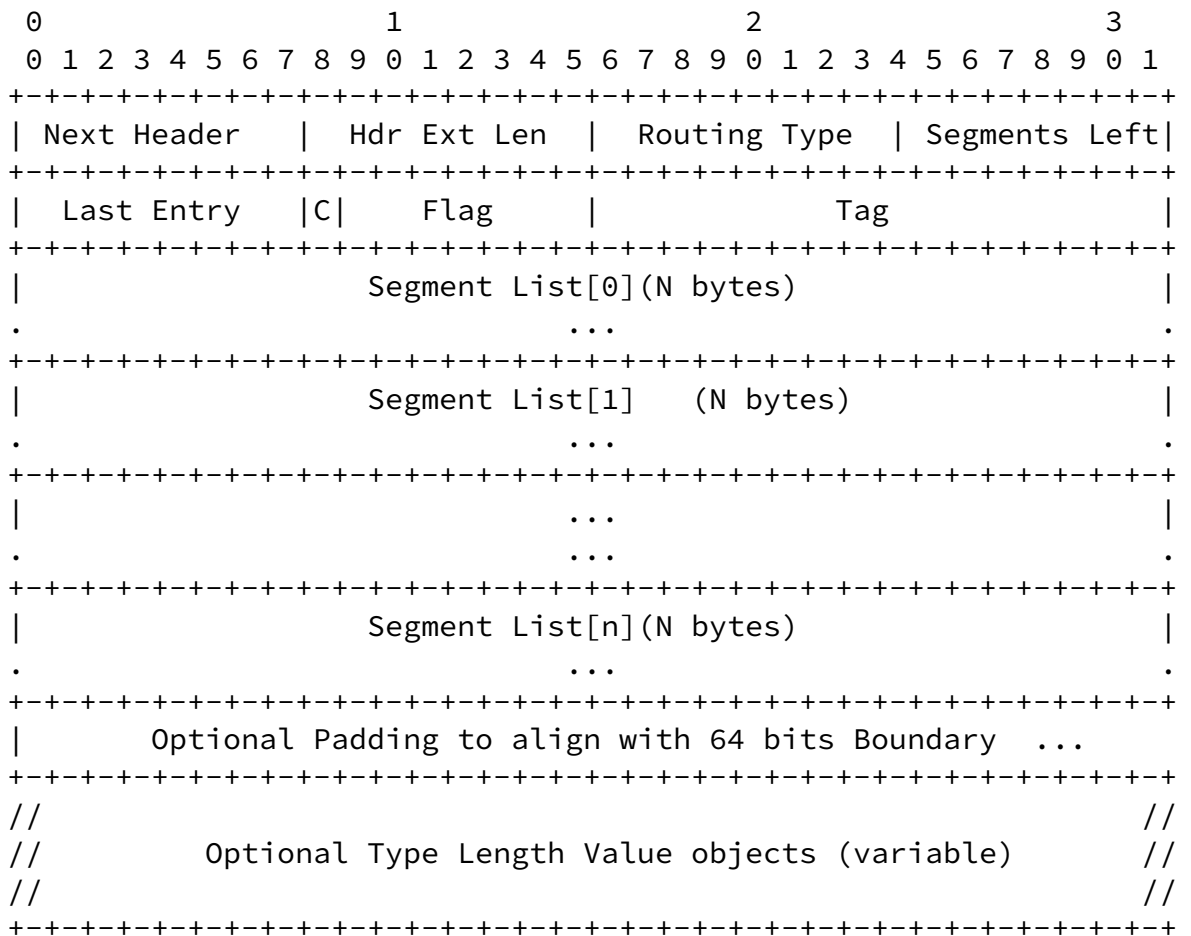 0                   1                   2                   3
 0 1 2 3 4 5 6 7 8 9 0 1 2 3 4 5 6 7 8 9 0 1 2 3 4 5 6 7 8 9 0 1
+-+-+-+-+-+-+-+-+-+-+-+-+-+-+-+-+-+-+-+-+-+-+-+-+-+-+-+-+-+-+-+-+
| Next Header   |  Hdr Ext Len  |  Routing Type  | Segments Left|
+-+-+-+-+-+-+-+-+-+-+-+-+-+-+-+-+-+-+-+-+-+-+-+-+-+-+-+-+-+-+-+-+
|  Last Entry   |C|    Flag     |             Tag               |
+-+-+-+-+-+-+-+-+-+-+-+-+-+-+-+-+-+-+-+-+-+-+-+-+-+-+-+-+-+-+-+-+
|                   Segment List[0](N bytes)                    |
.                              ...                              .
+-+-+-+-+-+-+-+-+-+-+-+-+-+-+-+-+-+-+-+-+-+-+-+-+-+-+-+-+-+-+-+-+
|                   Segment List[1]   (N bytes)                 |
.                              ...                              .
+-+-+-+-+-+-+-+-+-+-+-+-+-+-+-+-+-+-+-+-+-+-+-+-+-+-+-+-+-+-+-+-+
|                              ...                              |
.                              ...                              .
+-+-+-+-+-+-+-+-+-+-+-+-+-+-+-+-+-+-+-+-+-+-+-+-+-+-+-+-+-+-+-+-+
|                   Segment List[n](N bytes)                    |
.                              ...                              .
+-+-+-+-+-+-+-+-+-+-+-+-+-+-+-+-+-+-+-+-+-+-+-+-+-+-+-+-+-+-+-+-+
|       Optional Padding to align with 64 bits Boundary  ...
+-+-+-+-+-+-+-+-+-+-+-+-+-+-+-+-+-+-+-+-+-+-+-+-+-+-+-+-+-+-+-+-+
//                                                             //
//         Optional Type Length Value objects (variable)       //
//                                                             //
+-+-+-+-+-+-+-+-+-+-+-+-+-+-+-+-+-+-+-+-+-+-+-+-+-+-+-+-+-+-+-+-+